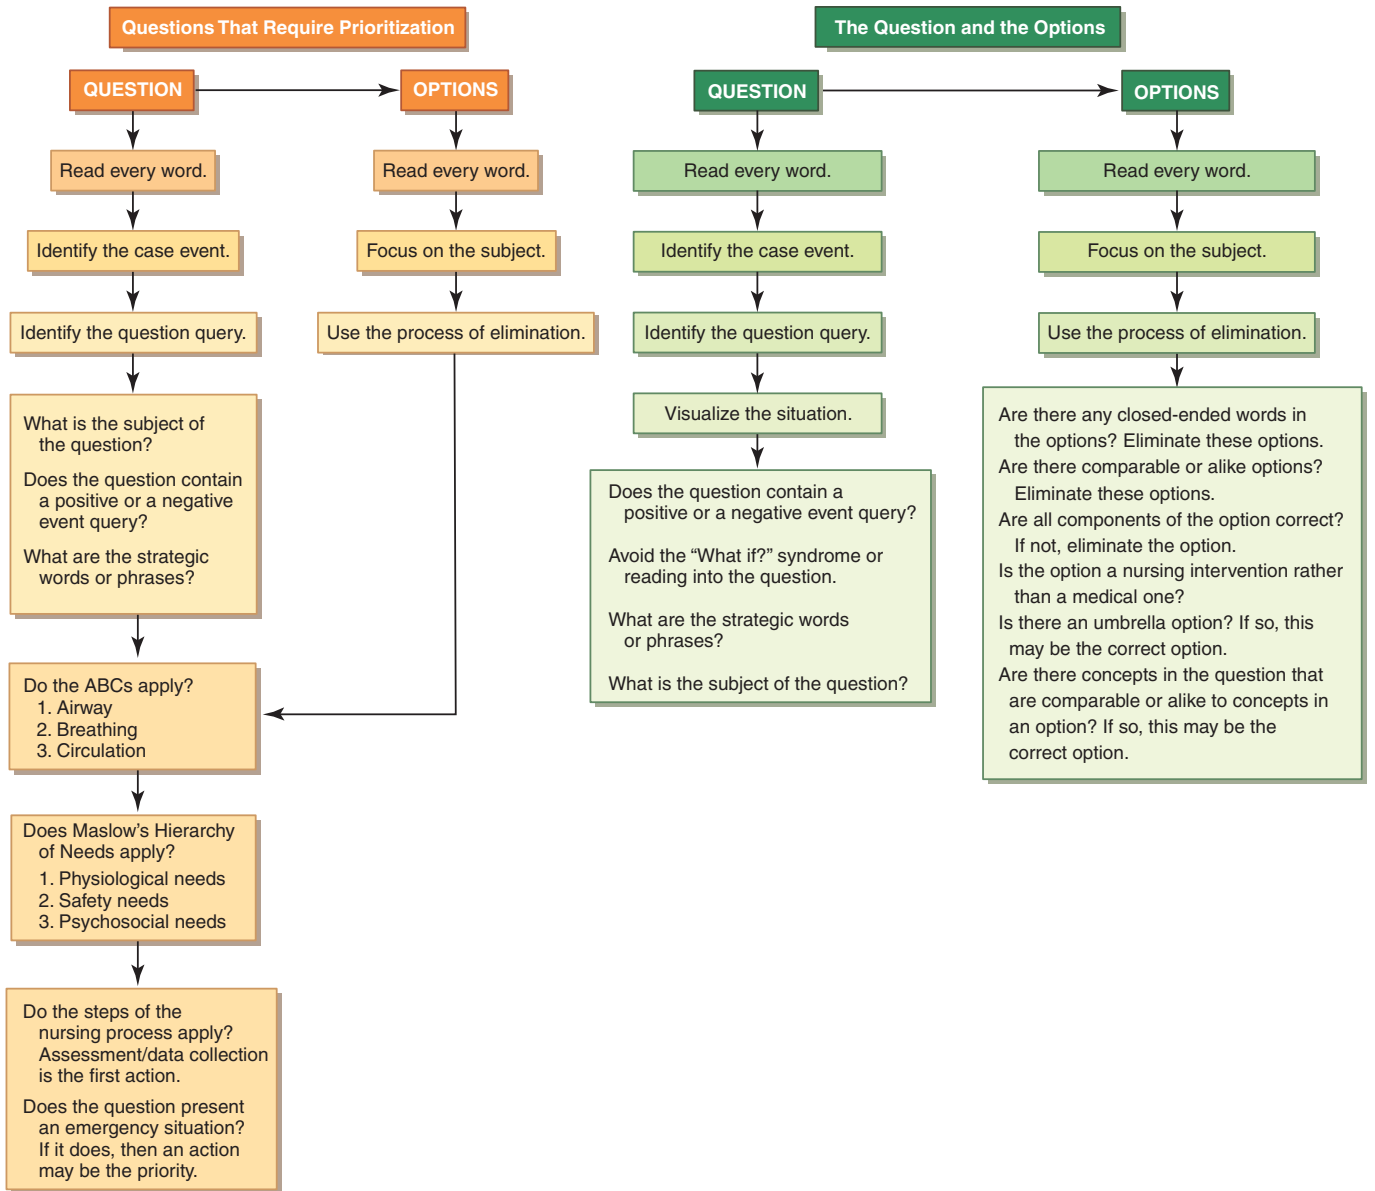 Questions That Require Prioritization
QUESTION
OPTIONS
Read every word.
Identify the case event.
Identify the question query.
What is the subject of
the question?
Does the question contain
a positive or a negative
event query?
What are the strategic
words or phrases?
Read every word.
Focus on the subject.
Use the process of elimination.
Do the ABCs apply?
1. Airway
2. Breathing
3. Circulation
Does Maslow’s Hierarchy
of Needs apply?
1. Physiological needs
2. Safety needs
3. Psychosocial needs
Do the steps of the
nursing process apply?
Assessment/data collection
is the first action.
Does the question present
an emergency situation?
If it does, then an action
may be the priority.
The Question and the Options
QUESTION
OPTIONS
Read every word.
Identify the case event.
Identify the question query.
Visualize the situation.
Does the question contain a
positive or a negative event query?
Avoid the “What if?” syndrome or
reading into the question.
What are the strategic words
or phrases?
What is the subject of the question?
Read every word.
Focus on the subject.
Use the process of elimination.
Are there any closed-ended words in
the options? Eliminate these options.
Are there comparable or alike options?
Eliminate these options.
Are all components of the option correct?
If not, eliminate the option.
Is the option a nursing intervention rather
than a medical one?
Is there an umbrella option? If so, this
may be the correct option.
Are there concepts in the question that
are comparable or alike to concepts in
an option? If so, this may be the
correct option.